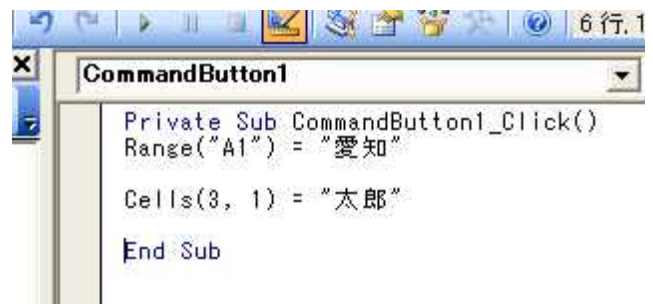 6行,1
CommandButton1
Private Sub CommandButton1_Click()
Range("A1") = "愛知"
Cells(3, 1) = "太郎"
End Sub